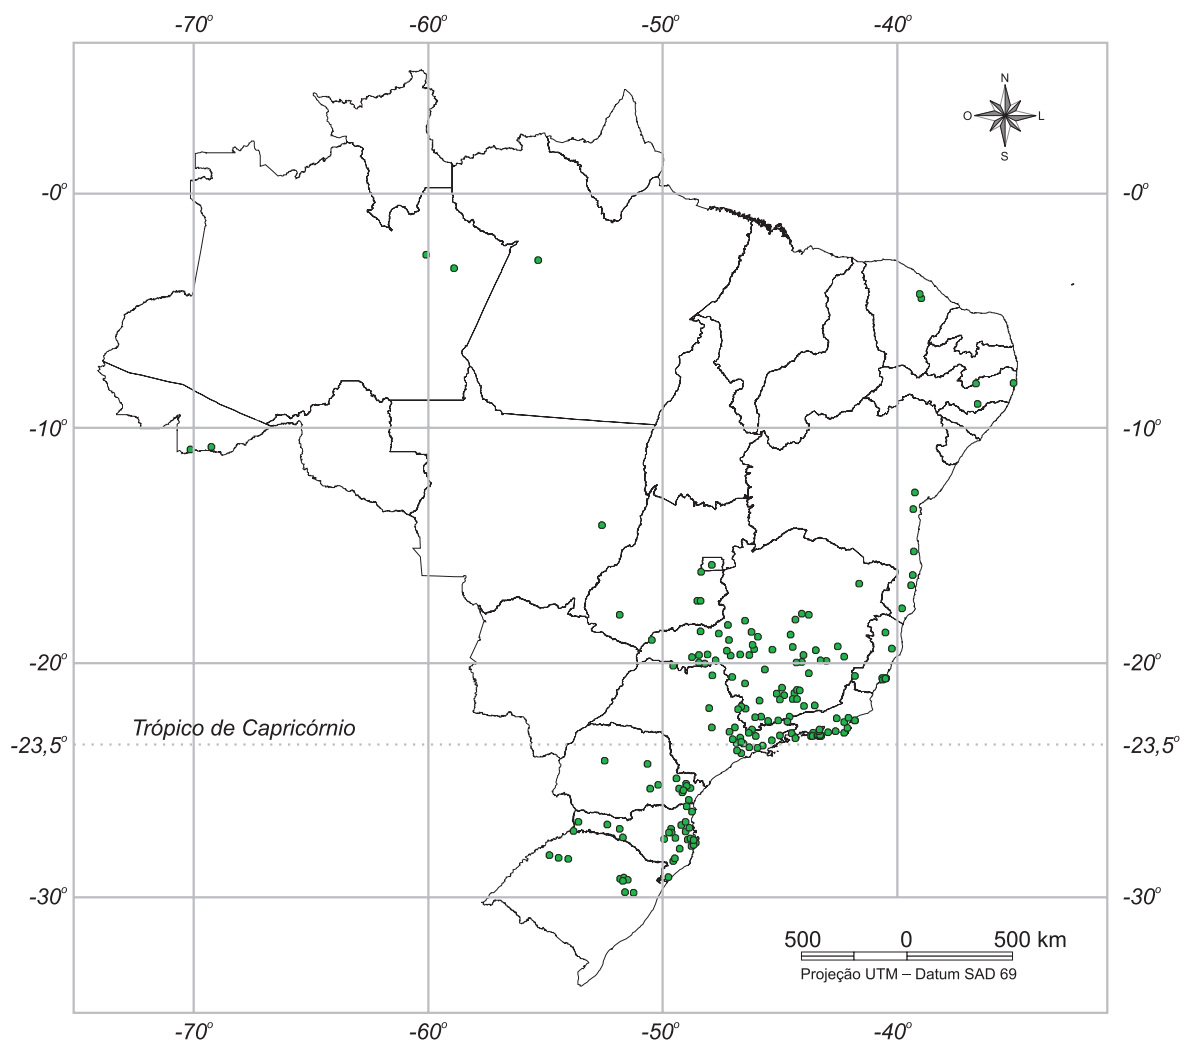 -70° -60° -50° -40°
N
O L
S
-0° -0°
-10° -10°
-20° -20°
Trópico de Capricórnio
-23,5° -23,5°
-30° -30°
500 0 500 km
Projeção UTM – Datum SAD 69
-70° -60° -50° -40°